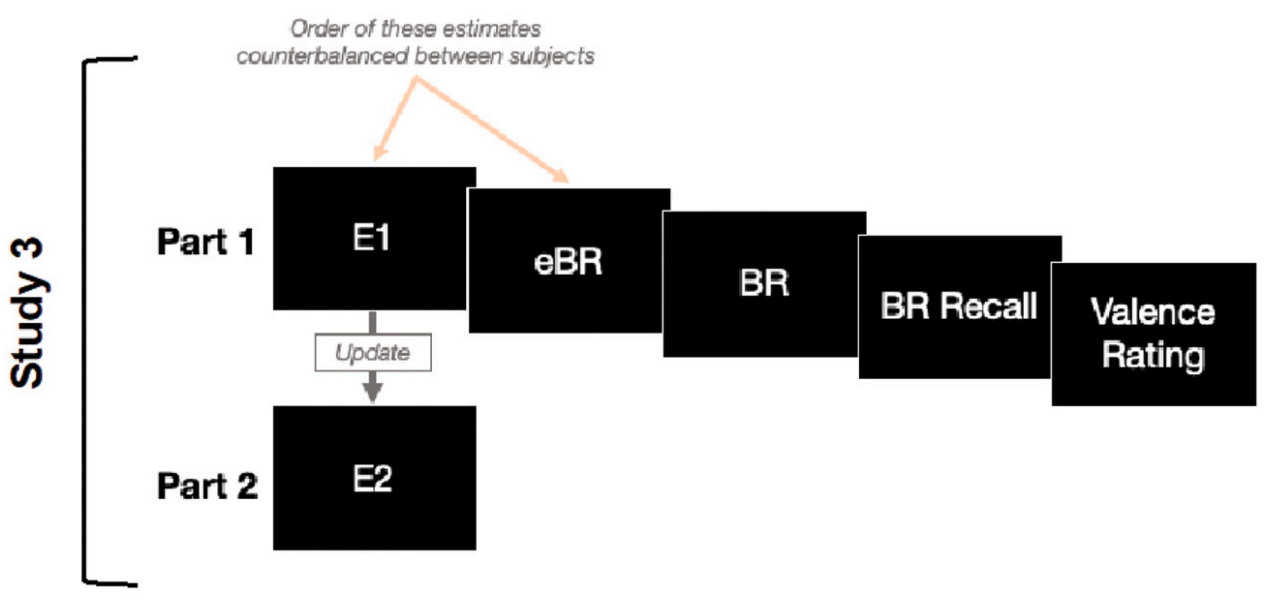 Order of these estimates
counterbalanced between subjects
Study 3
Part 1
E1
eBR
BR
BR Recall
Valence
Rating
Update
Part 2
E2